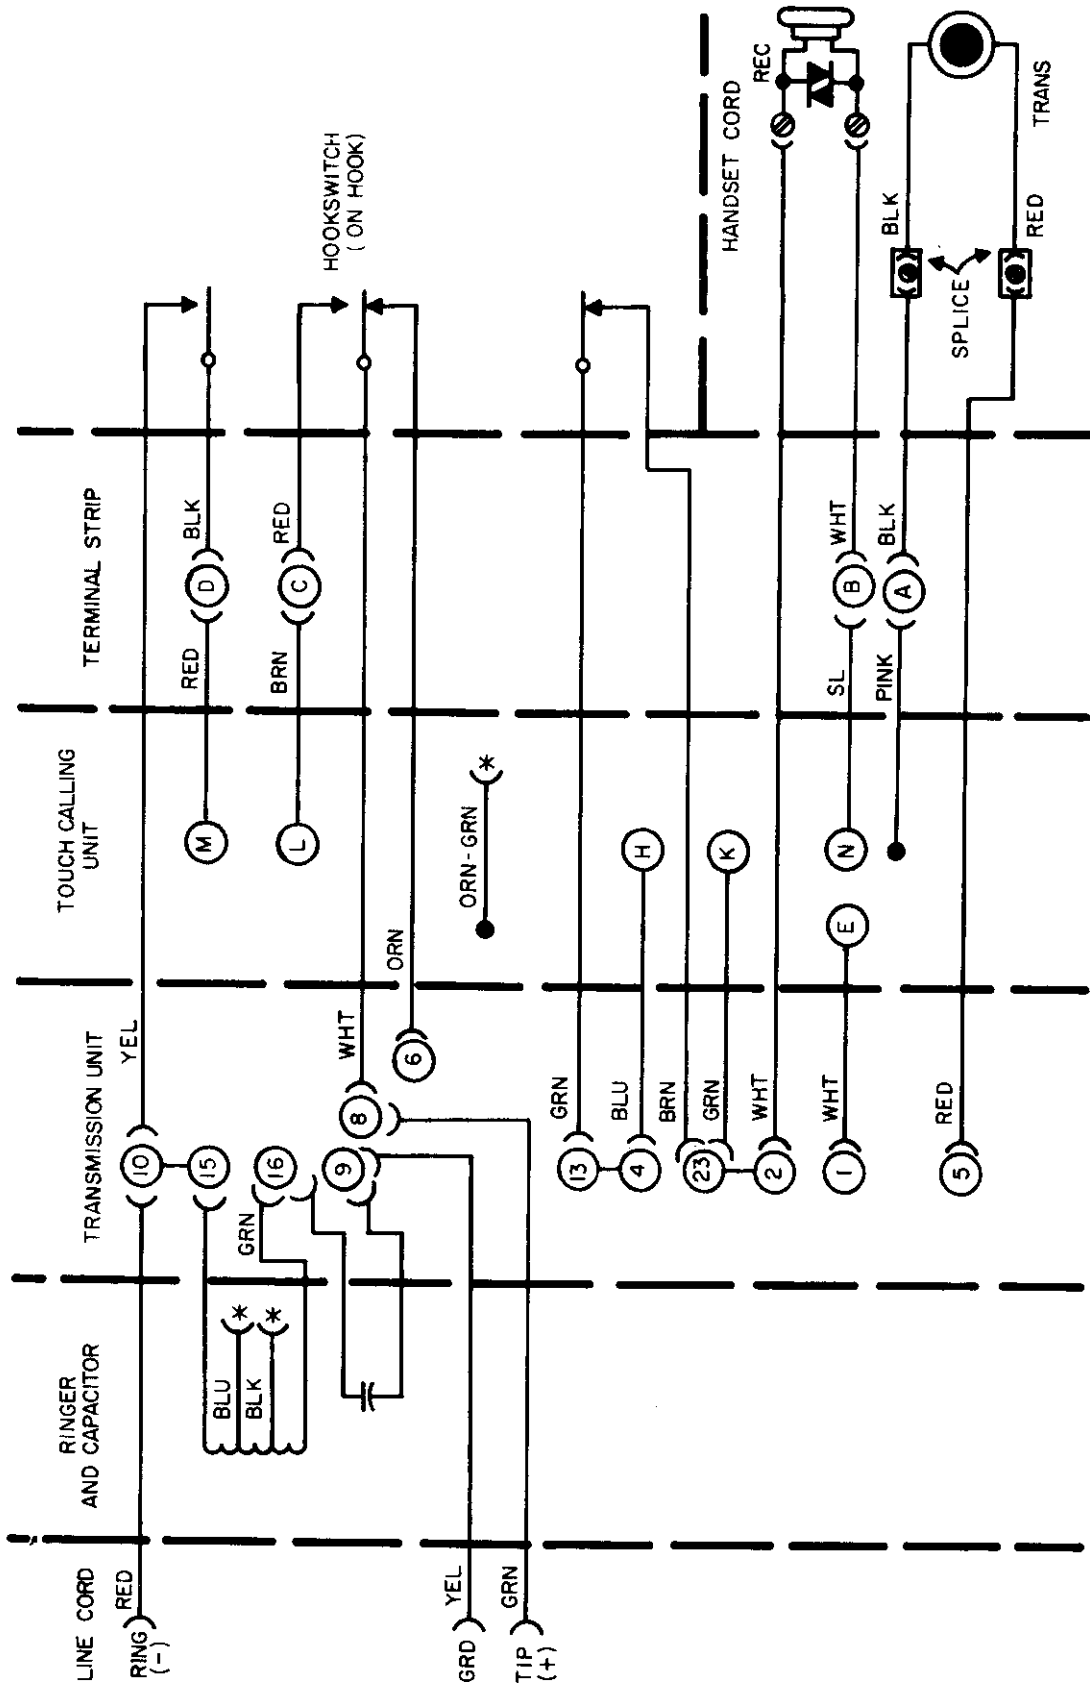 LINE CORD
RINGER
AND CAPACITOR
TRANSMISSION UNIT
TOUCH CALLING
UNIT
TERMINAL STRIP
HOOKSWITCH
(ON HOOK)
HANDSET CORD
RING
(-)
RED
10
YEL
15
M
RED
D
BLK
BLU
*
BLK
*
GRN
16
L
BRN
C
RED
9
8
WHT
6
ORN
GRD
YEL
ORN-GRN
*
TIP
(+)
GRN
13
GRN
4
BLU
H
BRN
23
GRN
K
2
WHT
REC
1
WHT
E
N
SL
B
WHT
PINK
A
BLK
BLK
SPLICE
5
RED
RED
TRANS